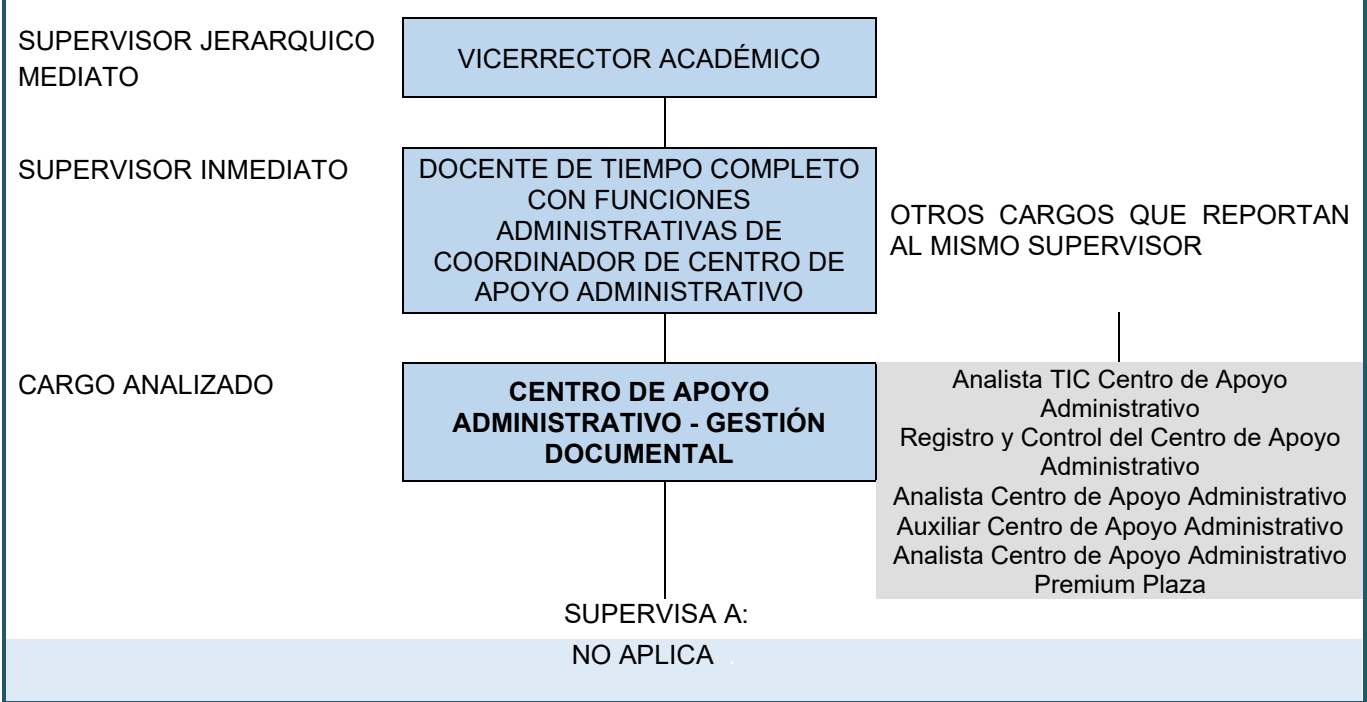 SUPERVISOR JERARQUICO
MEDIATO
VICERRECTOR ACADÉMICO
SUPERVISOR INMEDIATO
DOCENTE DE TIEMPO COMPLETO
CON FUNCIONES
ADMINISTRATIVAS DE
COORDINADOR DE CENTRO DE
APOYO ADMINISTRATIVO
OTROS CARGOS QUE REPORTAN
AL MISMO SUPERVISOR
CARGO ANALIZADO
CENTRO DE APOYO
ADMINISTRATIVO - GESTIÓN
DOCUMENTAL
Analista TIC Centro de Apoyo
Administrativo
Registro y Control del Centro de Apoyo
Administrativo
Analista Centro de Apoyo Administrativo
Auxiliar Centro de Apoyo Administrativo
Analista Centro de Apoyo Administrativo
Premium Plaza
SUPERVISA A:
NO APLICA .